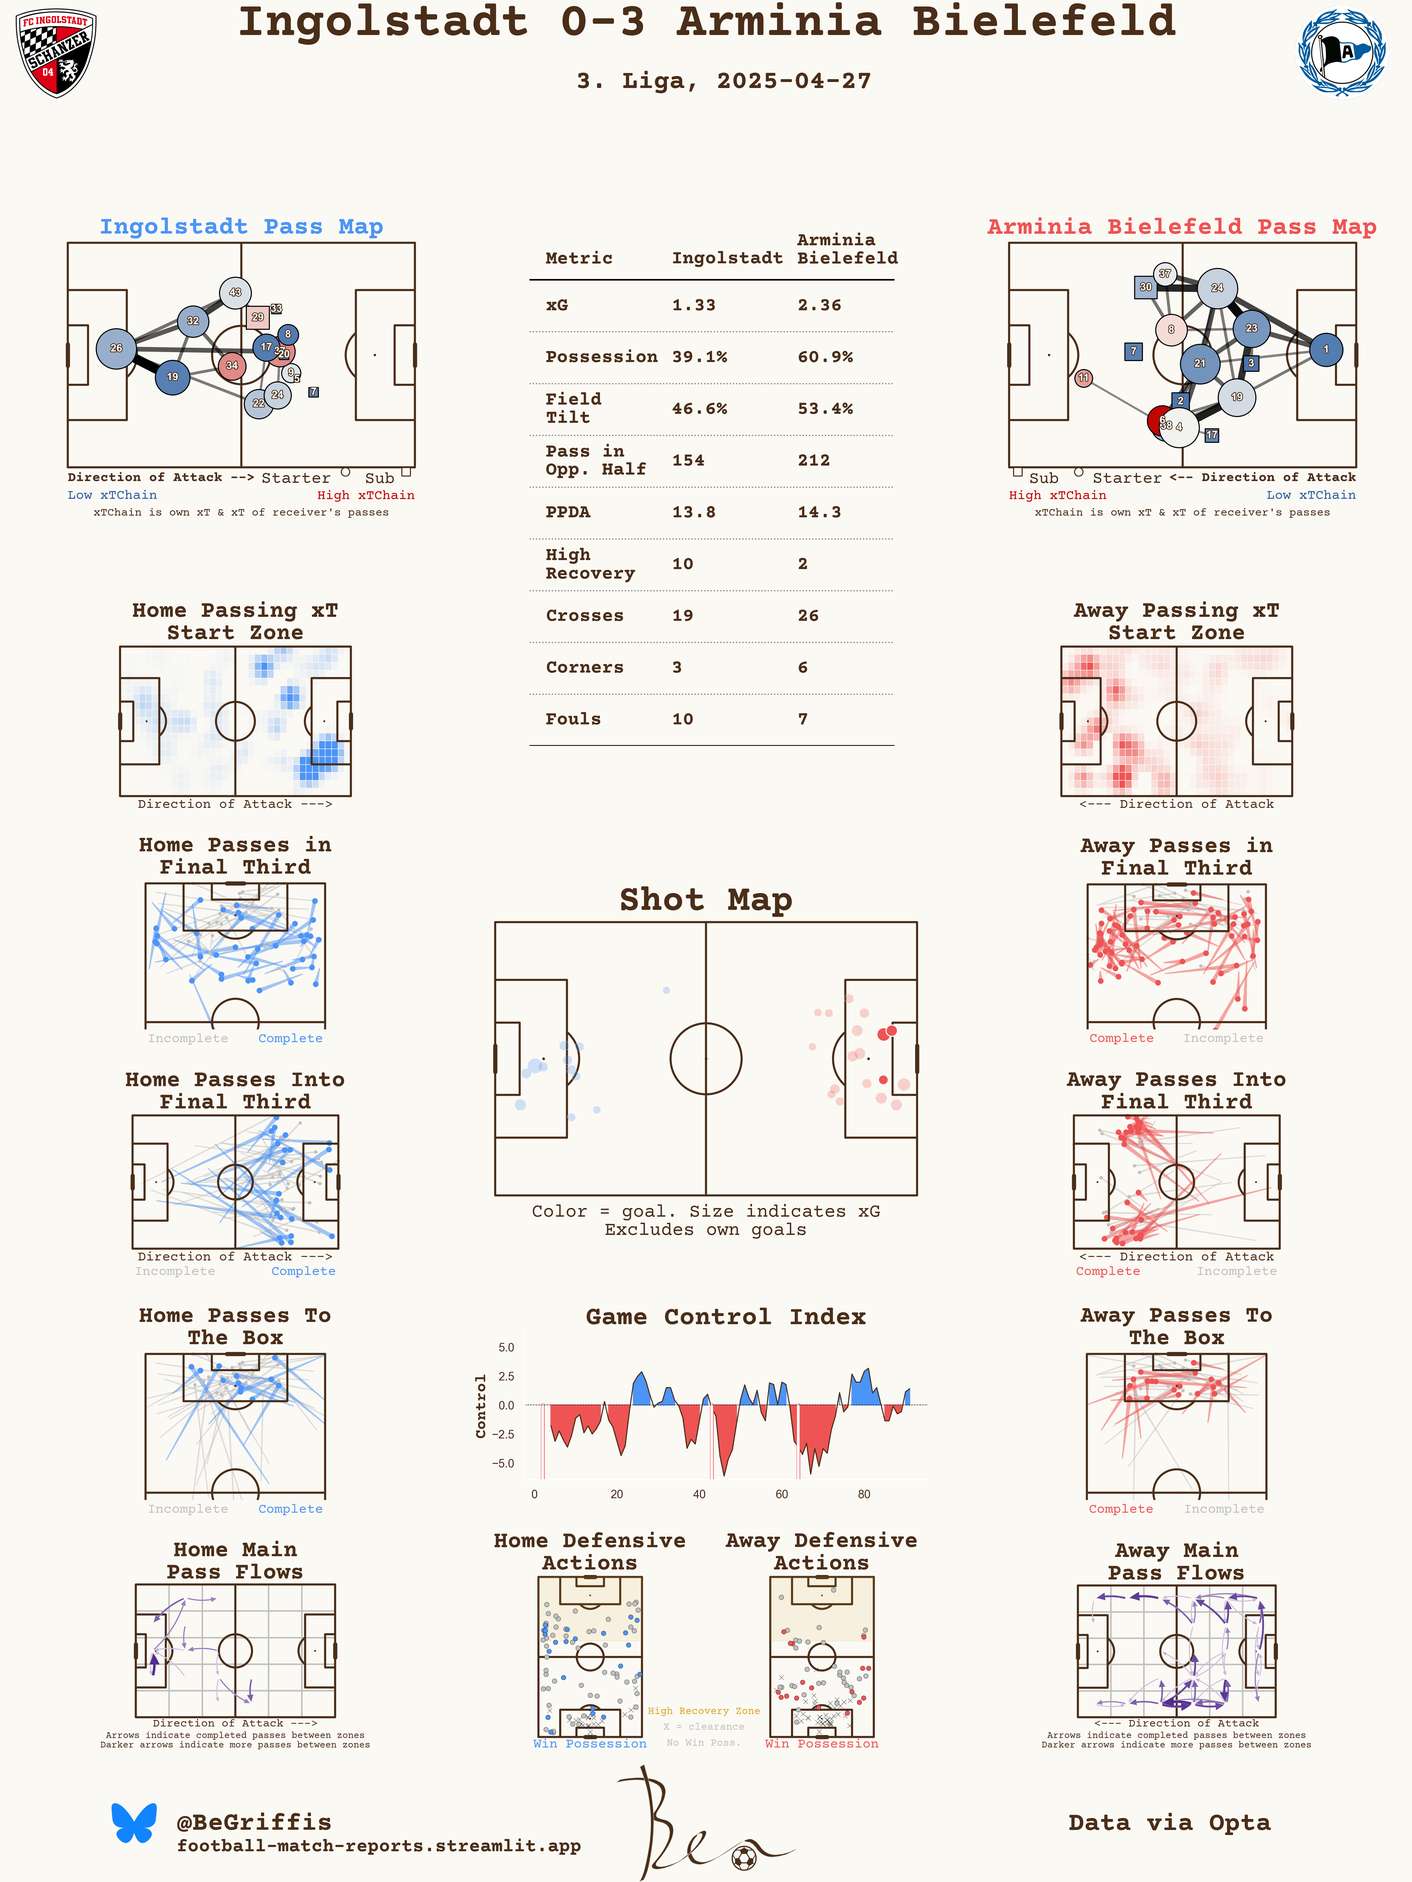 Ingolstadt 0-3 Arminia Bielefeld
3. Liga, 2025-04-27
FC INGOLSTADT
SCHANZER
04
A
Ingolstadt Pass Map
43
33
29
32
8
17
20
26
34
19
9
5
24
22
7
Direction of Attack --> Starter Sub
Low xTChain High xTChain
xTChain is own xT & xT of receiver's passes
Metric Ingolstadt Arminia Bielefeld
xG 1.33 2.36
Possession 39.1% 60.9%
Field Tilt 46.6% 53.4%
Pass in Opp. Half 154 212
PPDA 13.8 14.3
High Recovery 10 2
Crosses 19 26
Corners 3 6
Fouls 10 7
Arminia Bielefeld Pass Map
37
30
24
8
23
7
21
3
1
11
2
19
38
4
17
Sub Starter <-- Direction of Attack
High xTChain Low xTChain
xTChain is own xT & xT of receiver's passes
Home Passing xT
Start Zone
Direction of Attack --->
Away Passing xT
Start Zone
<--- Direction of Attack
Home Passes in
Final Third
Incomplete Complete
Away Passes in
Final Third
Complete Incomplete
Shot Map
Color = goal. Size indicates xG
Excludes own goals
Home Passes Into
Final Third
Direction of Attack --->
Incomplete Complete
Away Passes Into
Final Third
<--- Direction of Attack
Complete Incomplete
Home Passes To
The Box
Incomplete Complete
Game Control Index
Control
5.0
2.5
0.0
−2.5
−5.0
0 20 40 60 80
Away Passes To
The Box
Complete Incomplete
Home Main
Pass Flows
Direction of Attack --->
Arrows indicate completed passes between zones
Darker arrows indicate more passes between zones
Home Defensive
Actions
Win Possession
Away Defensive
Actions
Win Possession
High Recovery Zone
X = clearance
No Win Poss.
Away Main
Pass Flows
<--- Direction of Attack
Arrows indicate completed passes between zones
Darker arrows indicate more passes between zones
@BeGriffis
football-match-reports.streamlit.app
Ben
Data via Opta